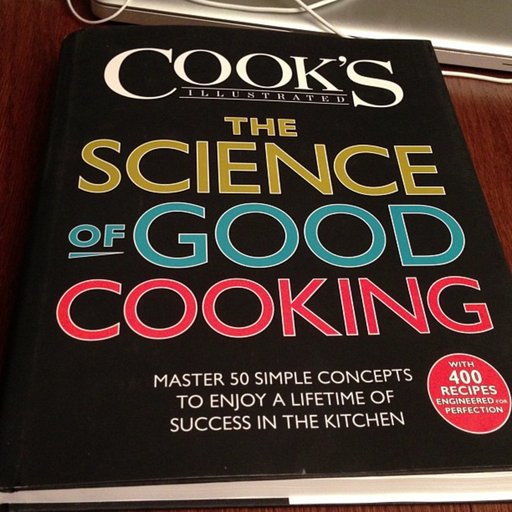 COOK'S
ILLUSTRATED
THE
SCIENCE
OF GOOD
COOKING
MASTER 50 SIMPLE CONCEPTS
TO ENJOY A LIFETIME OF
SUCCESS IN THE KITCHEN
WITH
400
RECIPES
ENGINEERED FOR
PERFECTION